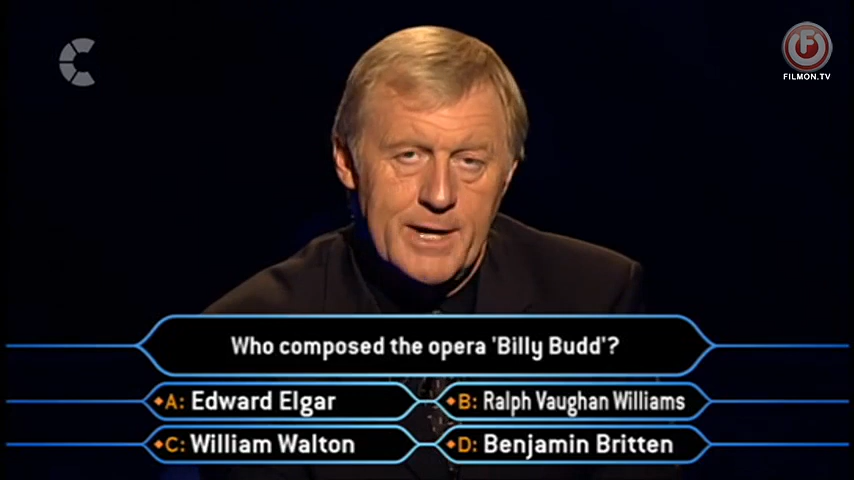 FILMON.TV
Who composed the opera 'Billy Budd'?
A: Edward Elgar
B: Ralph Vaughan Williams
C: William Walton
D: Benjamin Britten